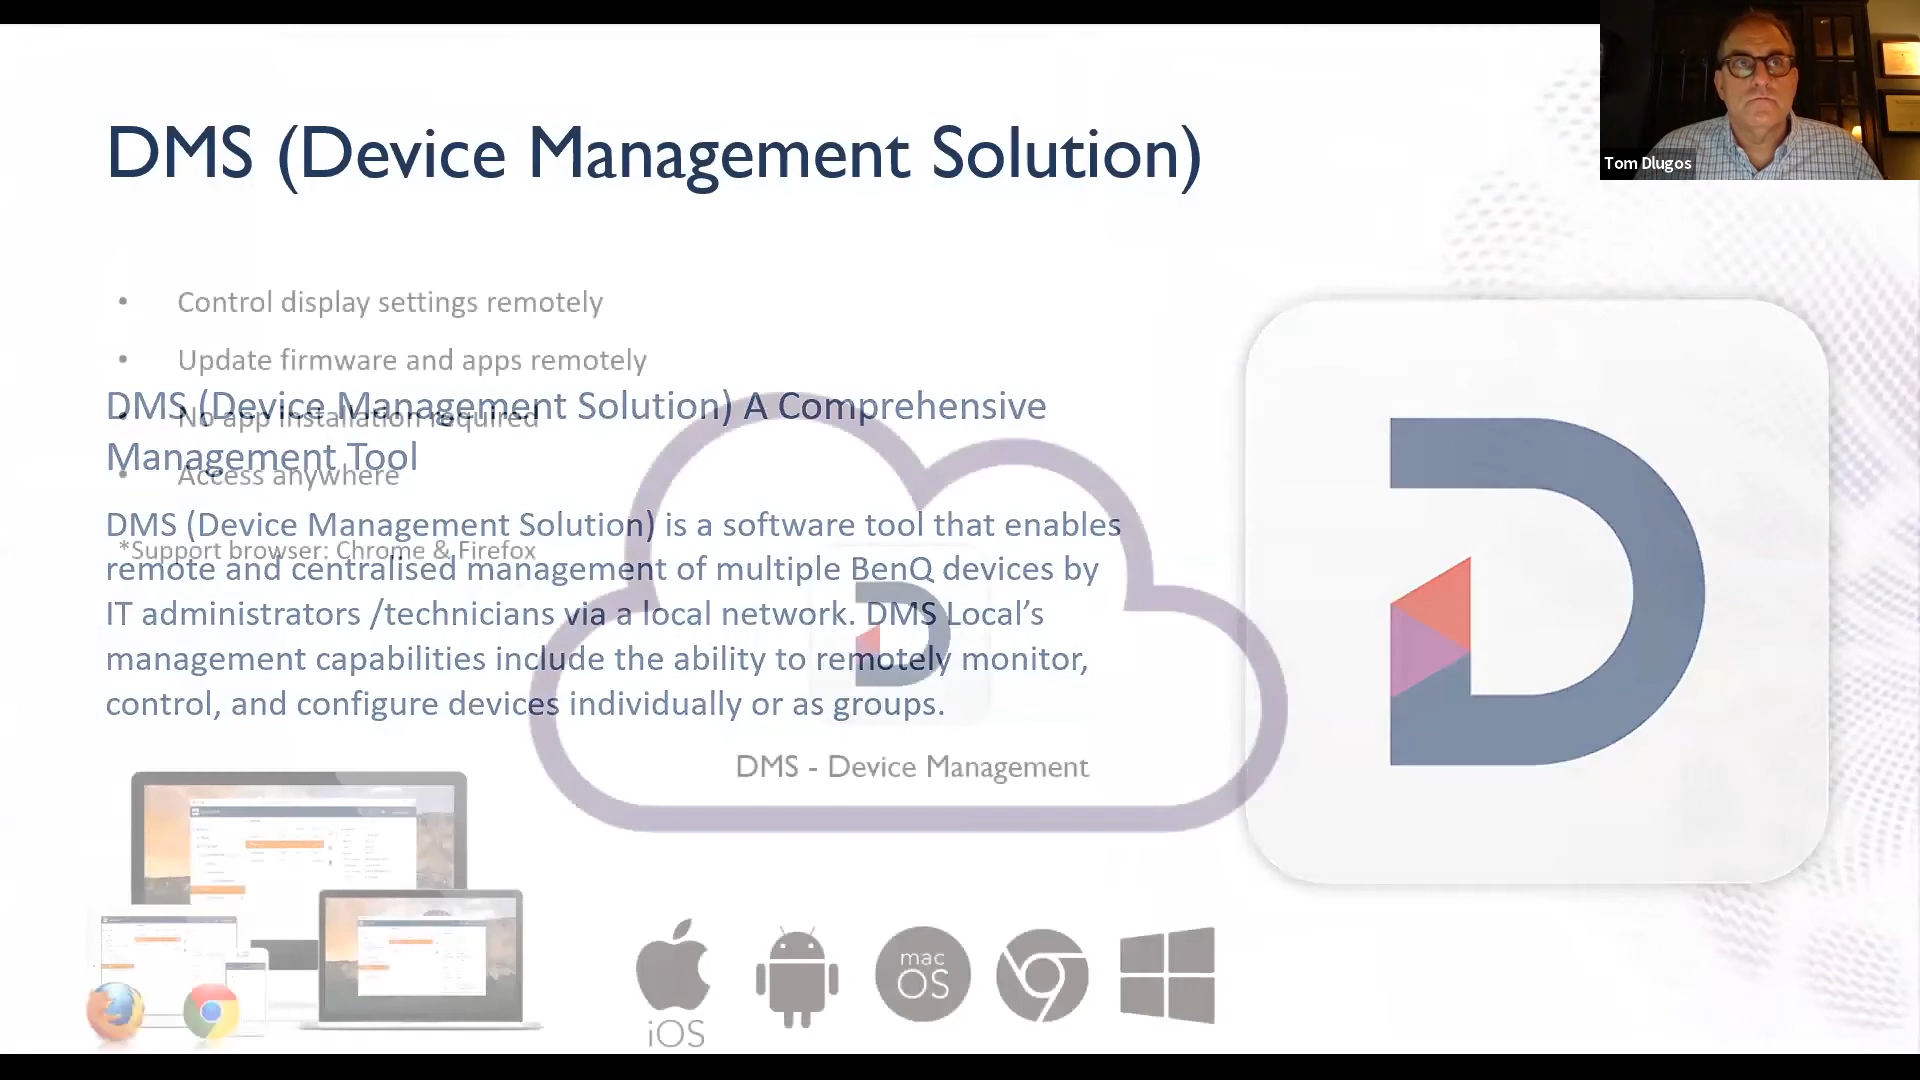 DMS (Device Management Solution)
Tom Dlugos
• Control display settings remotely
• Update firmware and apps remotely
• No app installation required
• Access anywhere
*Support browser: Chrome & Firefox
DMS (Device Management Solution) A Comprehensive
Management Tool
DMS (Device Management Solution) is a software tool that enables
remote and centralised management of multiple BenQ devices by
IT administrators /technicians via a local network. DMS Local’s
management capabilities include the ability to remotely monitor,
control, and configure devices individually or as groups.
DMS - Device Management
mac
OS
iOS